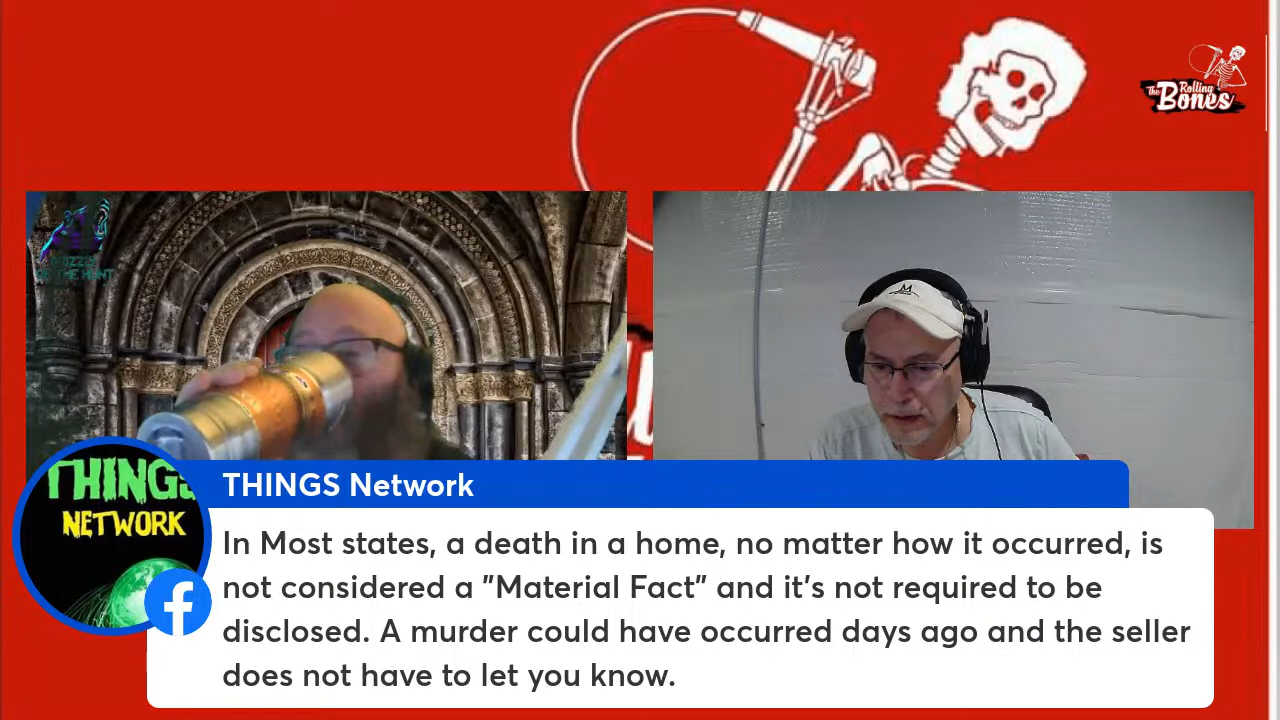 The Rolling
Bones
THE HUNT
THINGS
NETWORK
THINGS Network
In Most states, a death in a home, no matter how it occurred, is
not considered a "Material Fact" and it's not required to be
disclosed. A murder could have occurred days ago and the seller
does not have to let you know.